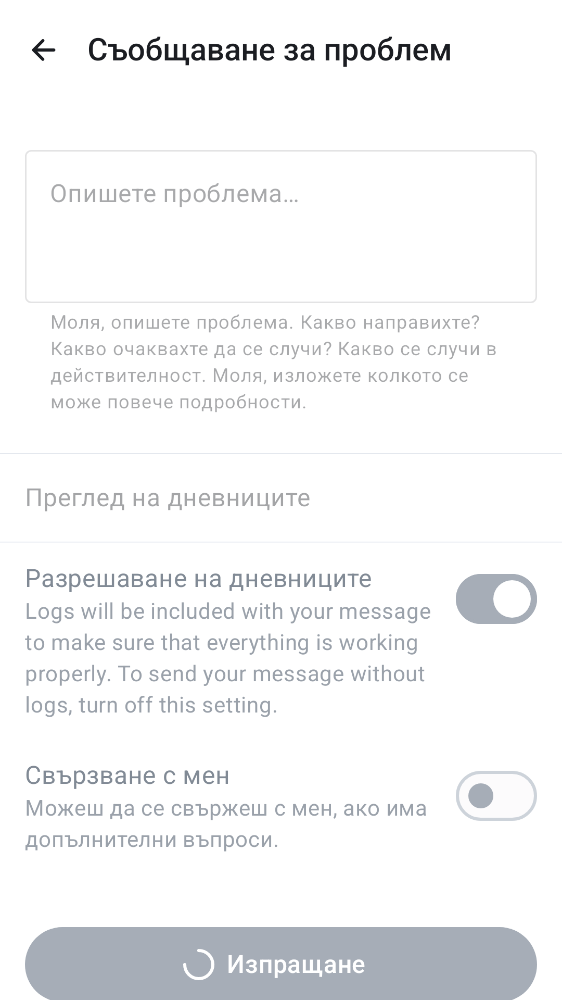 Съобщаване за проблем
Опишете проблема...
Моля, опишете проблема. Какво направихте?
Какво очаквахте да се случи? Какво се случи в
действителност. Моля, изложете колкото се
може повече подробности.
Преглед на дневниците
Разрешаване на дневниците
Logs will be included with your message
to make sure that everything is working
properly. To send your message without
logs, turn off this setting.
Свързване с мен
Можеш да се свържеш с мен, ако има
допълнителни въпроси.
Изпращане